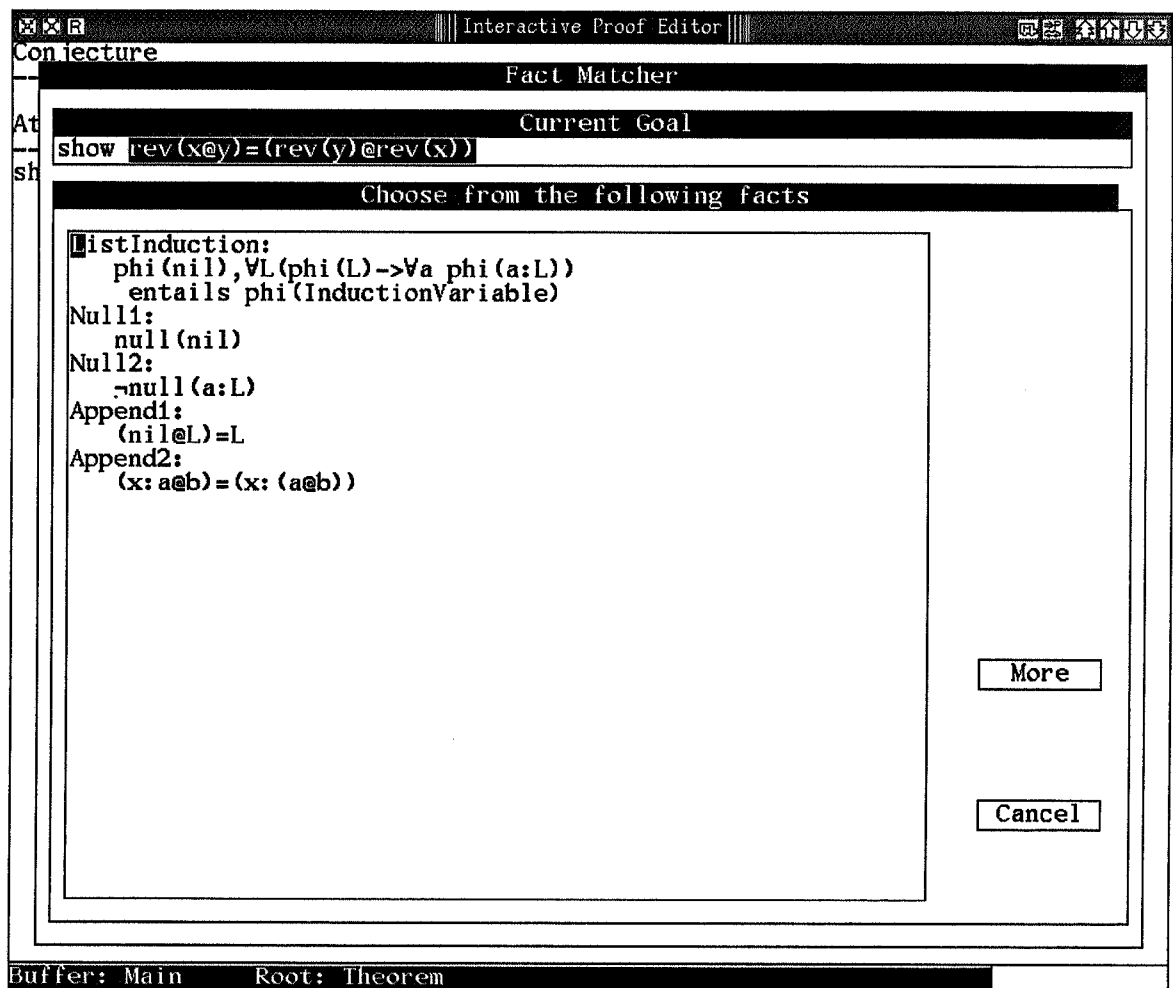 R
Interactive Proof Editor
Conjecture
Fact Matcher
At
Current Goal
show rev(x@y)=(rev(y)@rev(x))
sh
Choose from the following facts
ListInduction:
phi(nil),∀L(phi(L)->∀a phi(a:L))
entails phi(InductionVariable)
Null1:
null(nil)
Null2:
¬null(a:L)
Append1:
(nil@L)=L
Append2:
(x:a@b)=(x:(a@b))
More
Cancel
Buffer: Main Root: Theorem